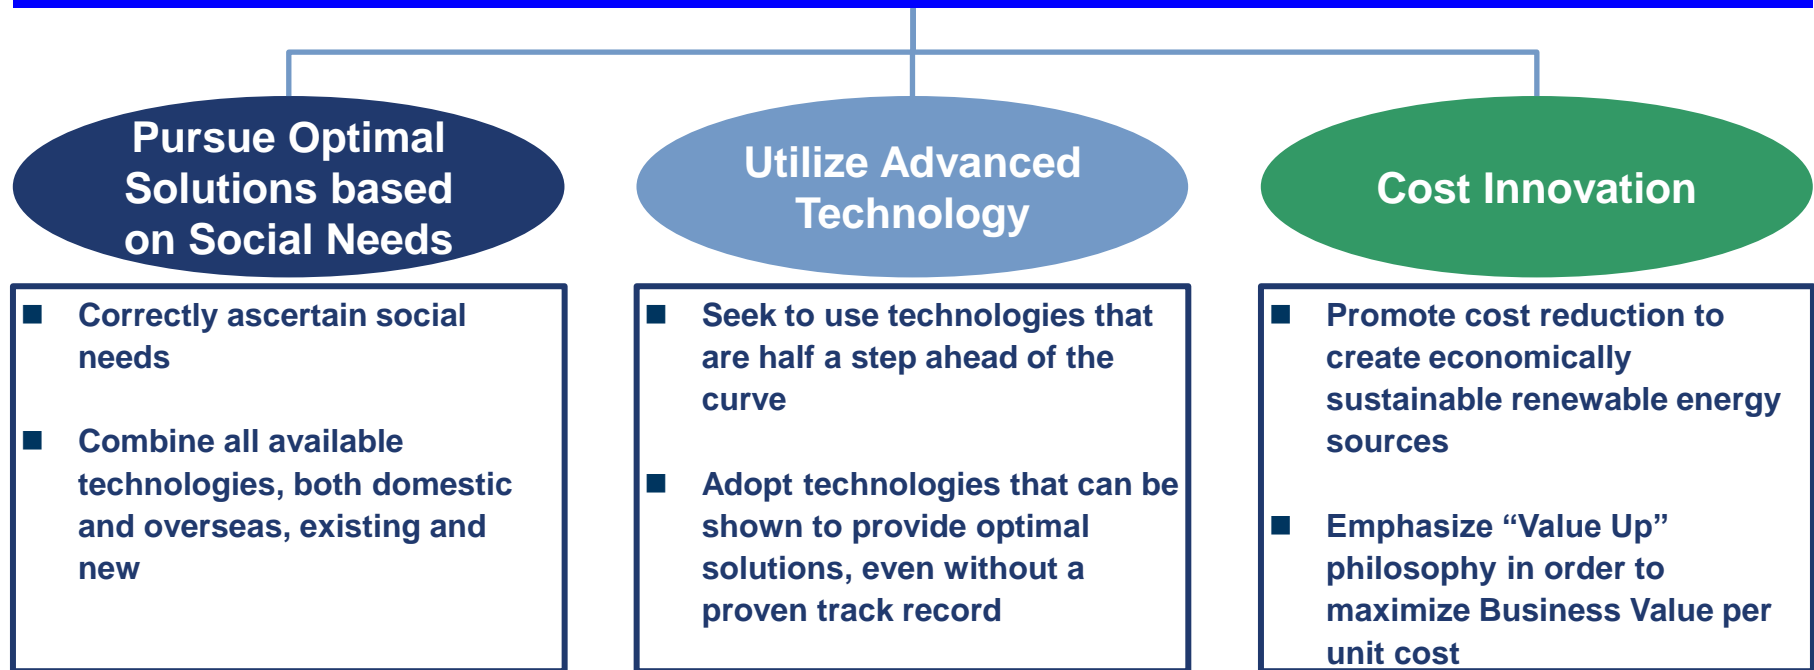 Pursue Optimal
Solutions based
on Social Needs
Utilize Advanced
Technology
Cost Innovation
■ Correctly ascertain social
needs
■ Combine all available
technologies, both domestic
and overseas, existing and
new
■ Seek to use technologies that
are half a step ahead of the
curve
■ Adopt technologies that can be
shown to provide optimal
solutions, even without a
proven track record
■ Promote cost reduction to
create economically
sustainable renewable energy
sources
■ Emphasize “Value Up”
philosophy in order to
maximize Business Value per
unit cost